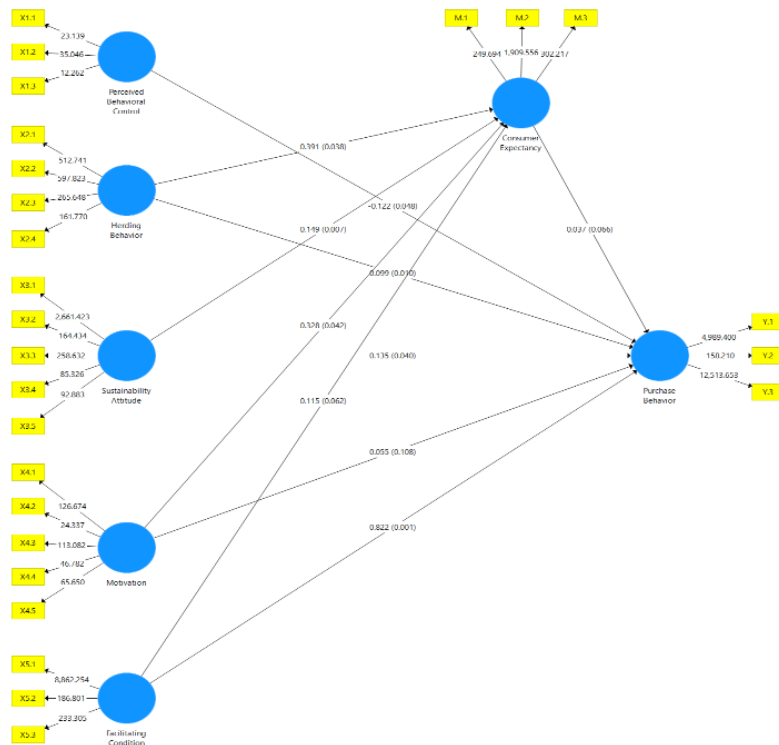 X1.1
23.139
X1.2
35.046
X1.3
12.262
Perceived
Behavioral
Control
M.1
M.2
M.3
249.694
1,909.556
302.217
Consumer
Expectancy
X2.1
512.741
X2.2
597.823
X2.3
265.648
X2.4
161.770
Herding
Behavior
0.391 (0.038)
-0.122 (0.048)
0.149 (0.007)
0.037 (0.066)
0.099 (0.010)
X3.1
2,661.423
X3.2
164.434
X3.3
258.632
X3.4
85.326
X3.5
92.883
Sustainability
Attitude
0.328 (0.042)
0.135 (0.040)
0.115 (0.062)
Y.1
4,989.400
Y.2
150.210
Y.3
12,513.653
Purchase
Behavior
X4.1
126.674
X4.2
24.337
X4.3
113.082
X4.4
46.782
X4.5
65.650
Motivation
0.055 (0.108)
0.822 (0.001)
X5.1
8,862.254
X5.2
186.801
X5.3
233.305
Facilitating
Condition